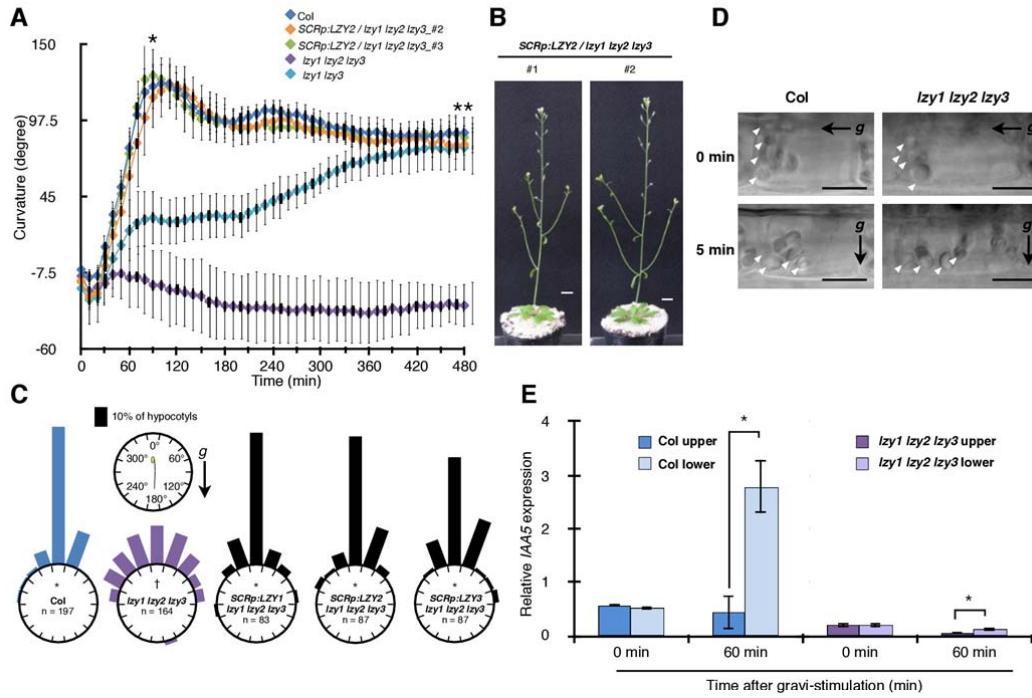 A
Col
SCRp:LZY2 / lzy1 lzy2 lzy3_#2
SCRp:LZY2 / lzy1 lzy2 lzy3_#3
lzy1 lzy2 lzy3
lzy1 lzy3
150
97.5
45
-7.5
-60
Curvature (degree)
*
**
0 60 120 180 240 300 360 420 480
Time (min)
B
SCRp:LZY2 / lzy1 lzy2 lzy3
#1 #2
D
Col lzy1 lzy2 lzy3
0 min
g g
5 min
g g
C
10% of hypocotyls
0°
300° 60°
240° 120°
180°
g
*
Col
n = 197
†
lzy1 lzy2 lzy3
n = 164
*
SCRp:LZY1
lzy1 lzy2 lzy3
n = 83
*
SCRp:LZY2
lzy1 lzy2 lzy3
n = 87
*
SCRp:LZY3
lzy1 lzy2 lzy3
n = 87
E
Relative IAA5 expression
4
3
2
1
0
Col upper
Col lower
lzy1 lzy2 lzy3 upper
lzy1 lzy2 lzy3 lower
*
*
0 min 60 min 0 min 60 min
Time after gravi-stimulation (min)